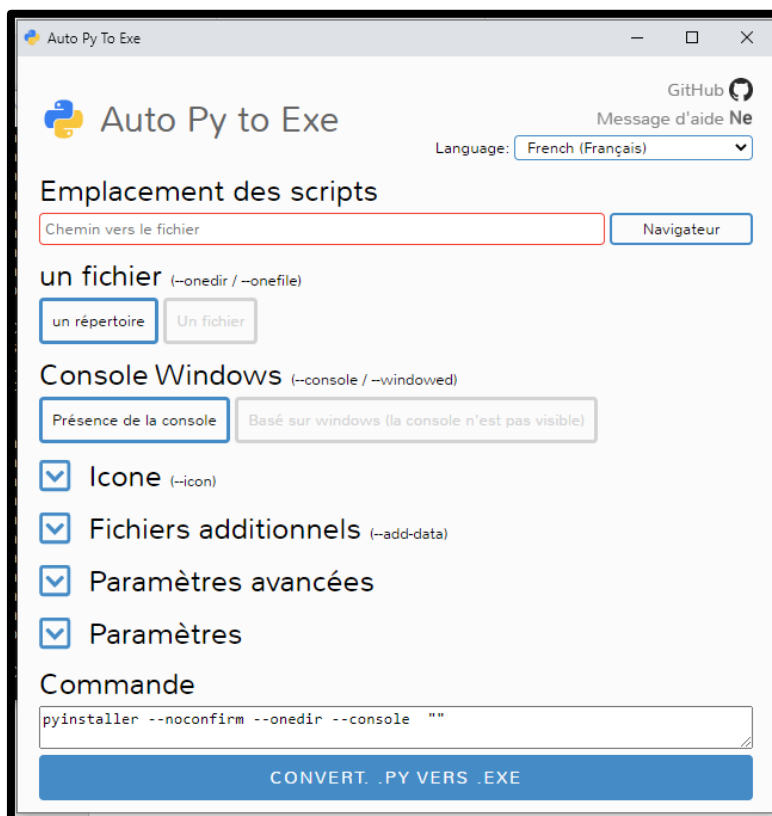 Auto Py To Exe
GitHub
Auto Py to Exe
Message d'aide Ne
Language: French (Français)
Emplacement des scripts
Chemin vers le fichier
Navigateur
un fichier (--onedir / --onefile)
un répertoire Un fichier
Console Windows (--console / --windowed)
Présence de la console Basé sur windows (la console n'est pas visible)
Icone (--icon)
Fichiers additionnels (--add-data)
Paramètres avancées
Paramètres
Commande
pyinstaller --noconfirm --onedir --console  ""
CONVERT. .PY VERS .EXE